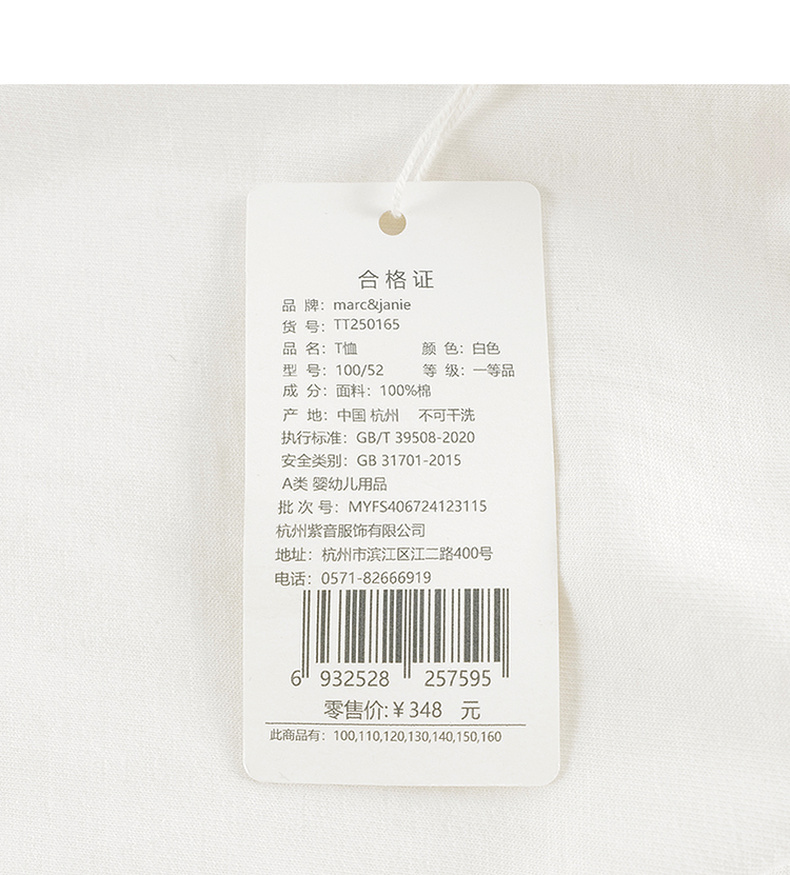 合格证
品 牌：marc&janie
货 号：TT250165
品 名：T恤 颜 色：白色
型 号：100/52 等 级：一等品
成 分：面料：100%棉
产 地：中国 杭州 不可干洗
执行标准：GB/T 39508-2020
安全类别：GB 31701-2015
A类 婴幼儿用品
批 次 号：MYFS406724123115
杭州紫音服饰有限公司
地址：杭州市滨江区江二路400号
电话：0571-82666919
6 932528 257595
零售价:￥348 元
此商品有：100,110,120,130,140,150,160